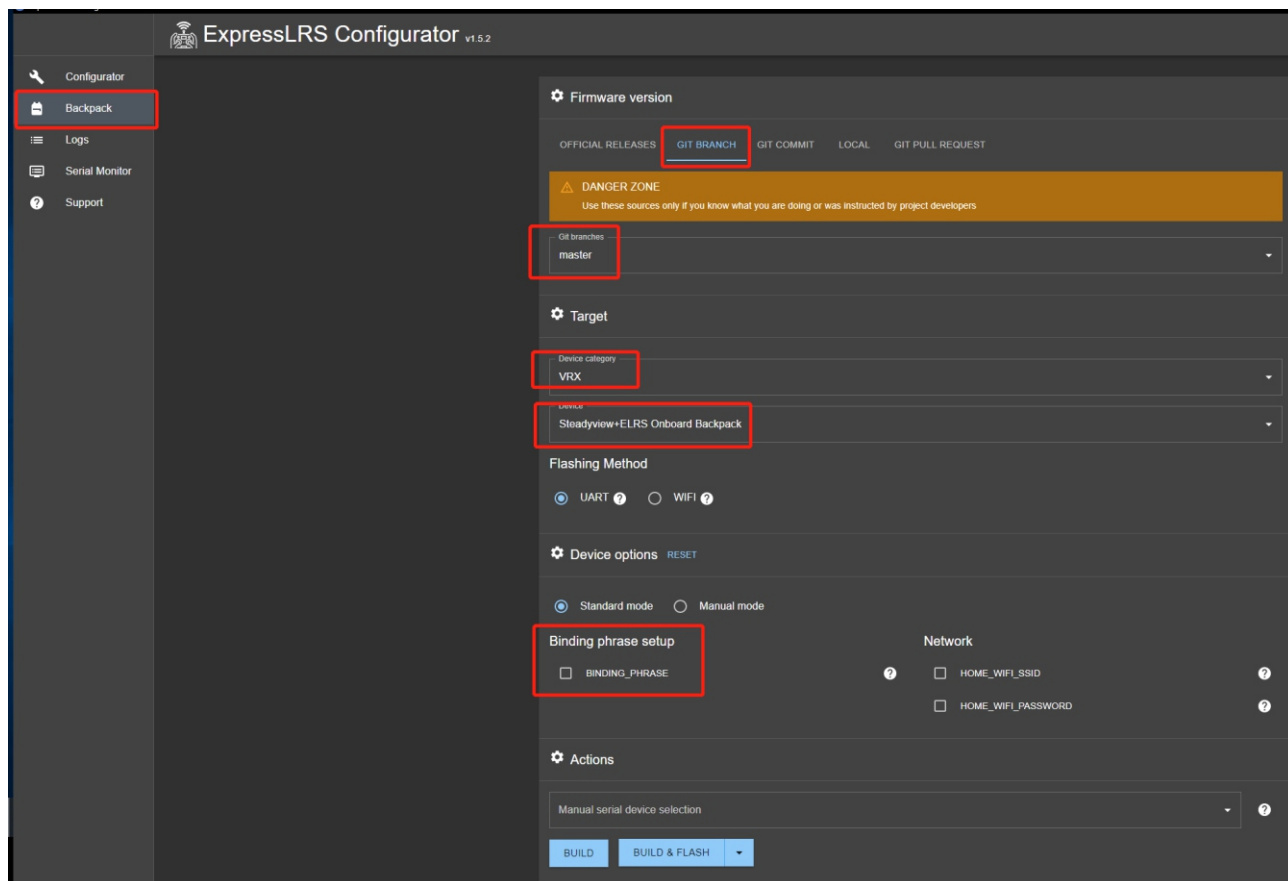 ExpressLRS Configurator v1.5.2
Configurator
Backpack
Logs
Serial Monitor
Support
Firmware version
OFFICIAL RELEASES GIT BRANCH GIT COMMIT LOCAL GIT PULL REQUEST
DANGER ZONE
Use these sources only if you know what you are doing or was instructed by project developers
Git branches
master
Target
Device category
VRX
Device
Steadyview+ELRS Onboard Backpack
Flashing Method
UART ? WIFI ?
Device options RESET
Standard mode Manual mode
Binding phrase setup
BINDING_PHRASE ?
Network
HOME_WIFI_SSID ?
HOME_WIFI_PASSWORD ?
Actions
Manual serial device selection ?
BUILD BUILD & FLASH